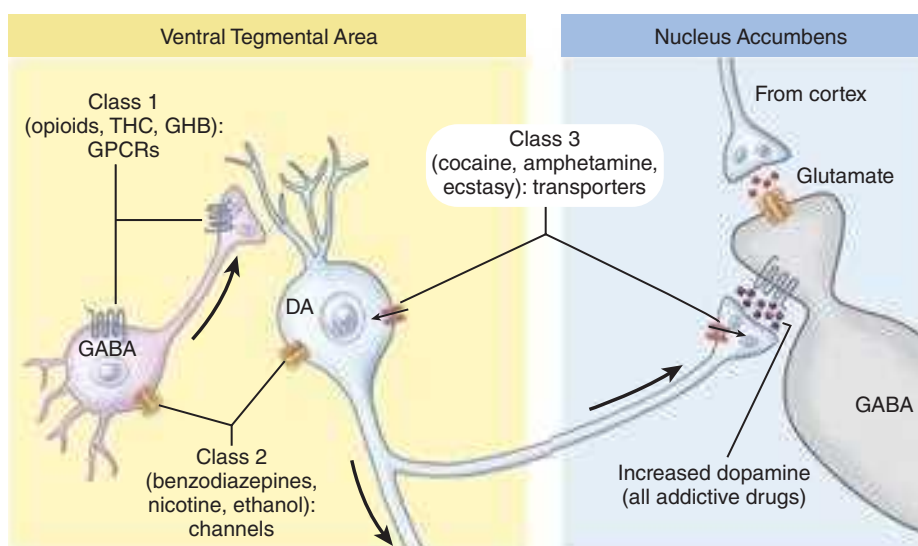 Ventral Tegmental Area
Nucleus Accumbens
Class 1
(opioids, THC, GHB):
GPCRs
Class 3
(cocaine, amphetamine,
ecstasy): transporters
From cortex
Glutamate
DA
GABA
GABA
Class 2
(benzodiazepines,
nicotine, ethanol):
channels
Increased dopamine
(all addictive drugs)